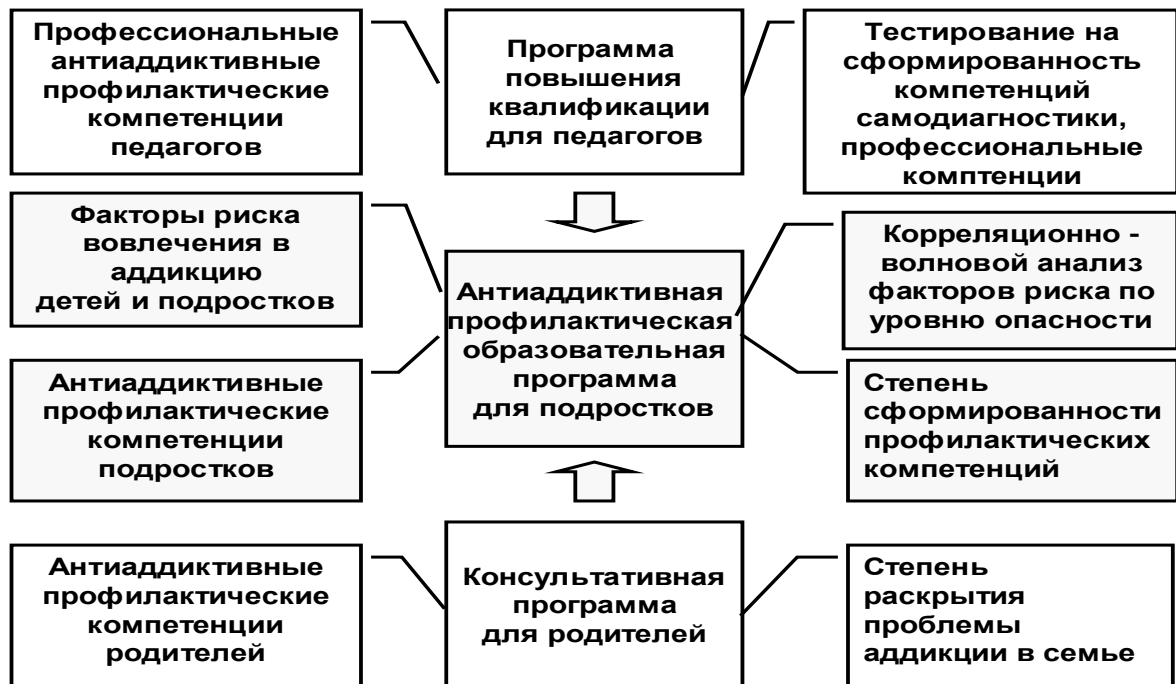 Профессиональные
антиаддиктивные
профилактические
компетенции
педагогов
Программа
повышения
квалификации
для педагогов
Тестирование на
сформированность
компетенций
самодиагностики,
профессиональные
комптенции
Факторы риска
вовлечения в
аддикцию
детей и подростков
Антиаддиктивная
профилактическая
образовательная
программа
для подростков
Корреляционно -
волновой анализ
факторов риска по
уровню опасности
Антиаддиктивные
профилактические
компетенции
подростков
Степень
сформированности
профилактических
компетенций
Антиаддиктивные
профилактические
компетенции
родителей
Консультативная
программа
для родителей
Степень
раскрытия
проблемы
аддикции в семье